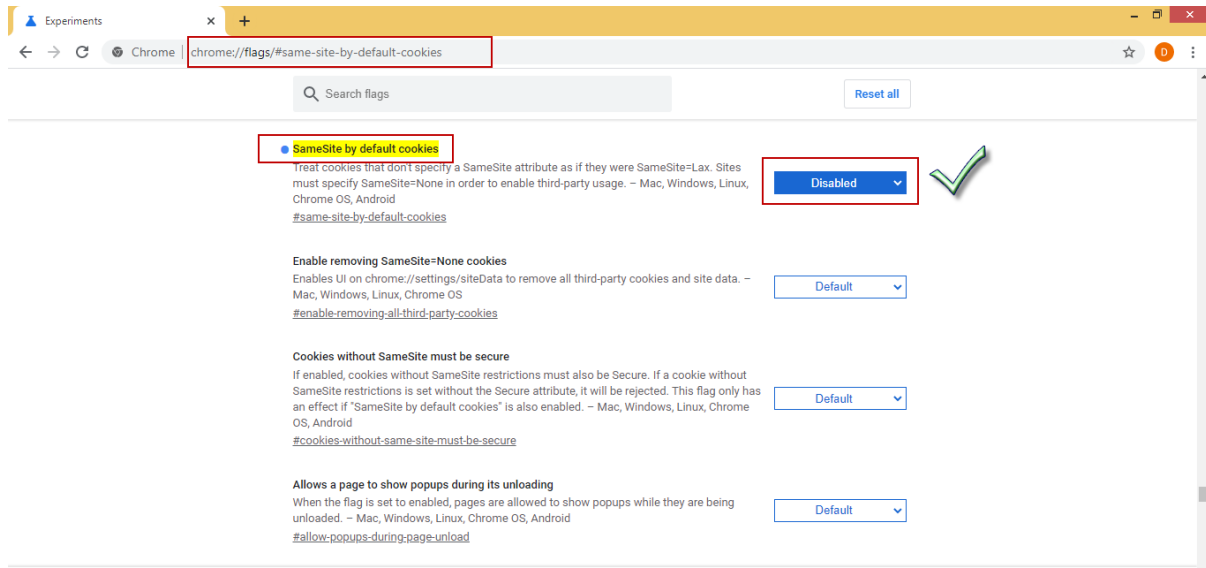 Experiments
Chrome | chrome://flags/#same-site-by-default-cookies
D
Search flags
Reset all
SameSite by default cookies
Treat cookies that don't specify a SameSite attribute as if they were SameSite=Lax. Sites
must specify SameSite=None in order to enable third-party usage. – Mac, Windows, Linux,
Chrome OS, Android
#same-site-by-default-cookies
Disabled
Enable removing SameSite=None cookies
Enables UI on chrome://settings/siteData to remove all third-party cookies and site data. –
Mac, Windows, Linux, Chrome OS
#enable-removing-all-third-party-cookies
Default
Cookies without SameSite must be secure
If enabled, cookies without SameSite restrictions must also be Secure. If a cookie without
SameSite restrictions is set without the Secure attribute, it will be rejected. This flag only has
an effect if "SameSite by default cookies" is also enabled. – Mac, Windows, Linux, Chrome
OS, Android
#cookies-without-same-site-must-be-secure
Default
Allows a page to show popups during its unloading
When the flag is set to enabled, pages are allowed to show popups while they are being
unloaded. – Mac, Windows, Linux, Chrome OS, Android
#allow-popups-during-page-unload
Default